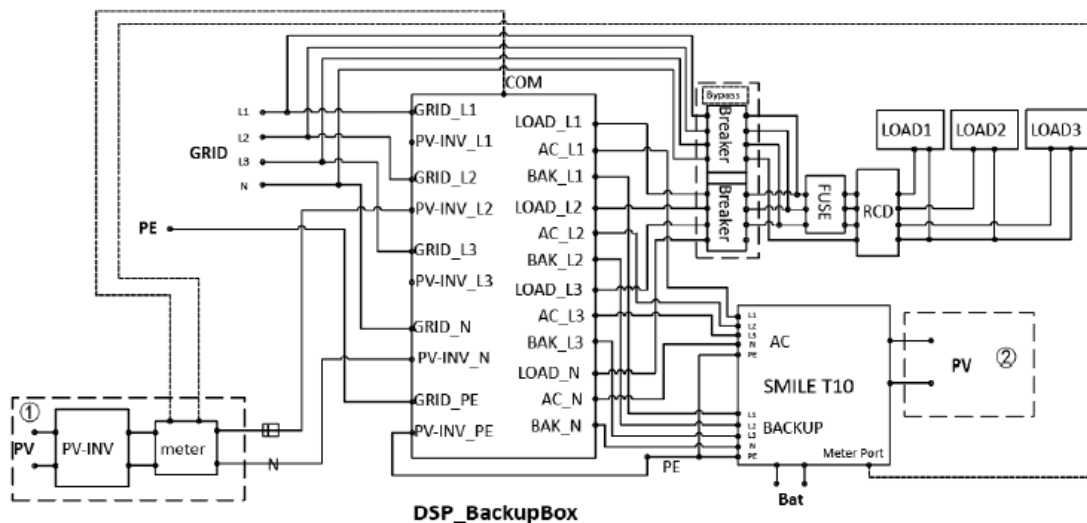 COM
L1
L2
GRID
L3
N
PE
GRID_L1
PV-INV_L1
GRID_L2
PV-INV_L2
GRID_L3
PV-INV_L3
GRID_N
PV-INV_N
GRID_PE
PV-INV_PE
LOAD_L1
AC_L1
BAK_L1
LOAD_L2
AC_L2
BAK_L2
LOAD_L3
AC_L3
BAK_L3
LOAD_N
AC_N
BAK_N
Bypass
Breaker
Breaker
FUSE
RCD
LOAD1
LOAD2
LOAD3
①
PV
PV-INV
meter
N
PE
L1
L2
L3
N
PE
AC
SMILE T10
L1
L2
L3
N
PE
BACKUP
Meter Port
Bat
PV
②
DSP_BackupBox